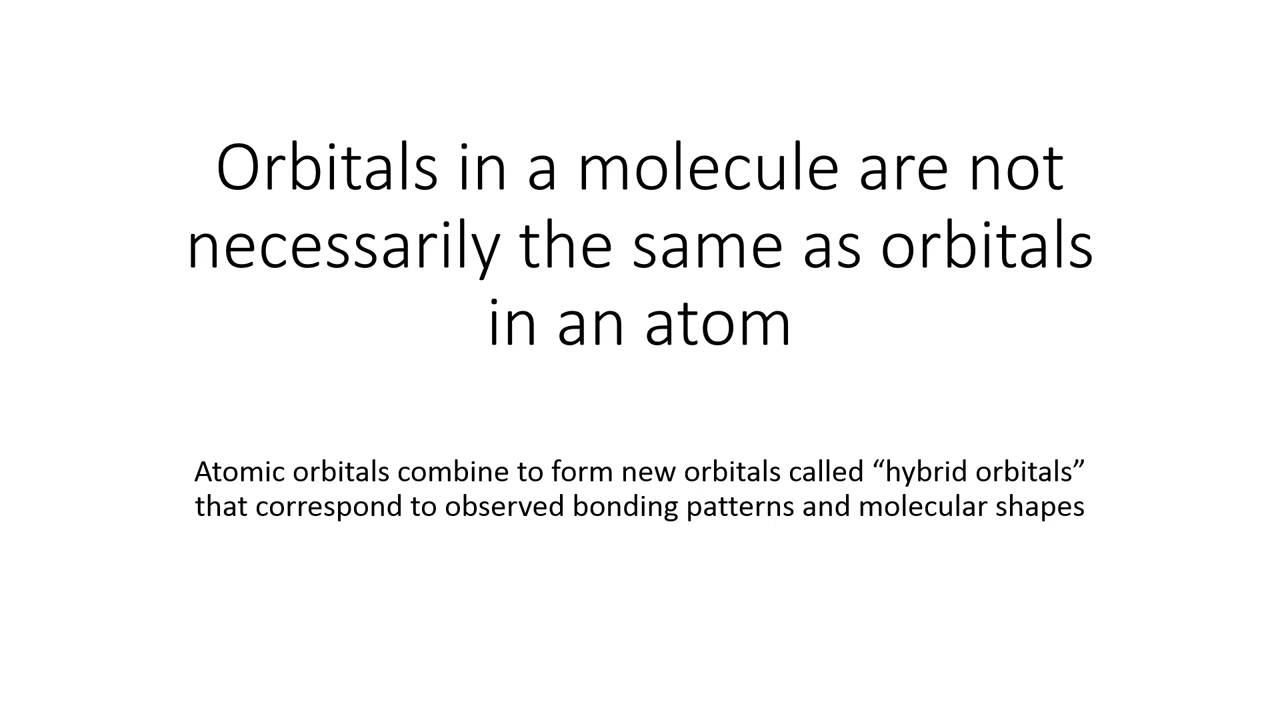 Orbitals in a molecule are not
necessarily the same as orbitals
in an atom
Atomic orbitals combine to form new orbitals called “hybrid orbitals”
that correspond to observed bonding patterns and molecular shapes